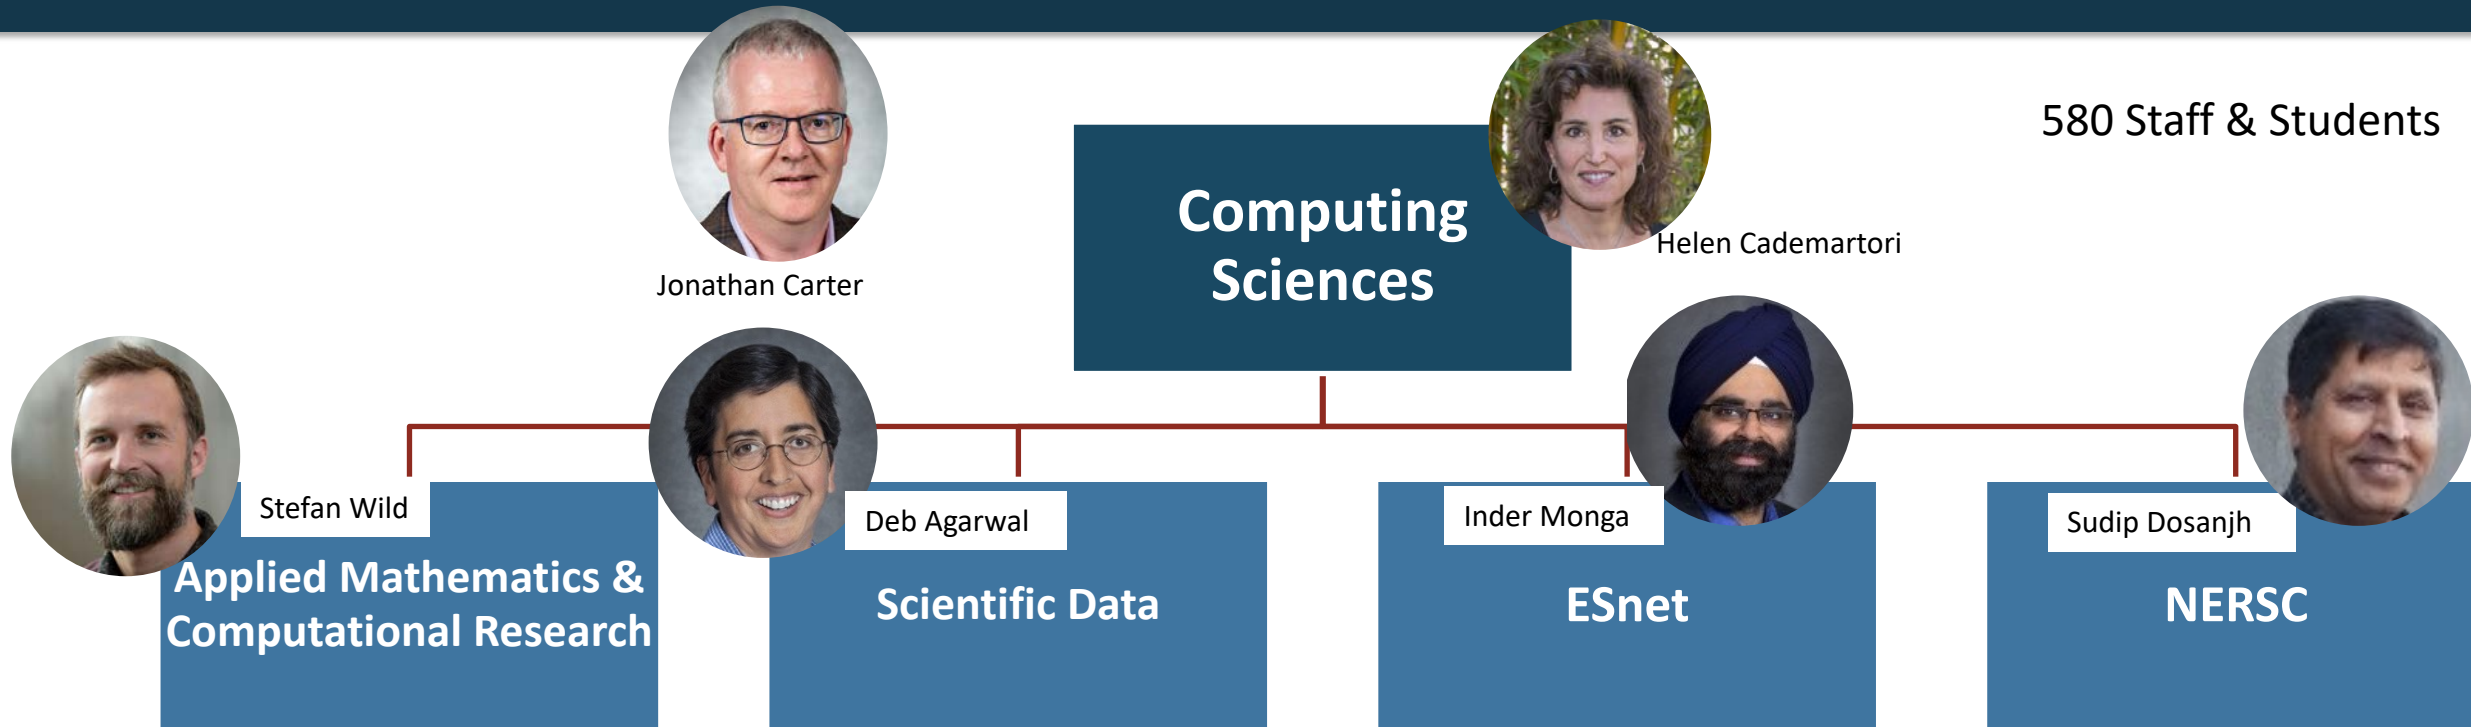 580 Staff & Students
Computing
Sciences
Helen Cademartori
Jonathan Carter
Stefan Wild
Deb Agarwal
Inder Monga
Sudip Dosanjh
Applied Mathematics &
Computational Research
Scientific Data
ESnet
NERSC